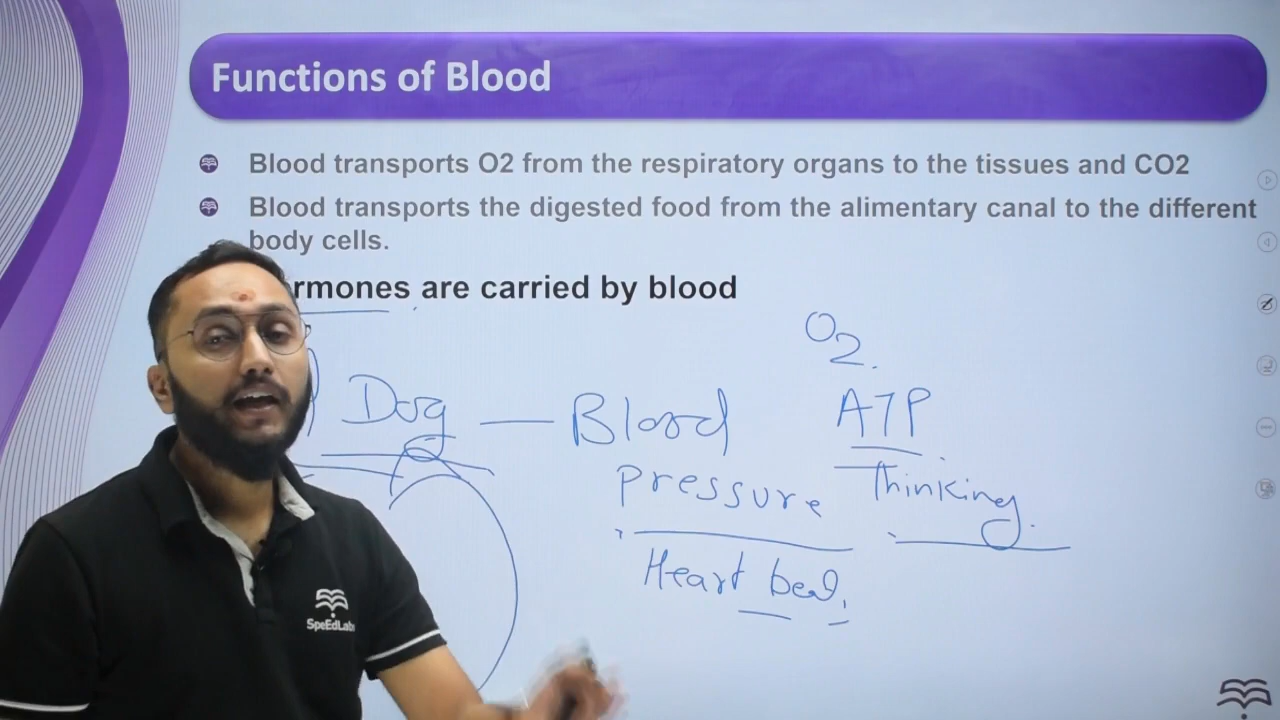 Functions of Blood
Blood transports O2 from the respiratory organs to the tissues and CO2
Blood transports the digested food from the alimentary canal to the different
body cells.
rmones are carried by blood
O2.
Dog — Blood
ATP
pressure
Thinking.
Heart beat,
SpeEdLabs